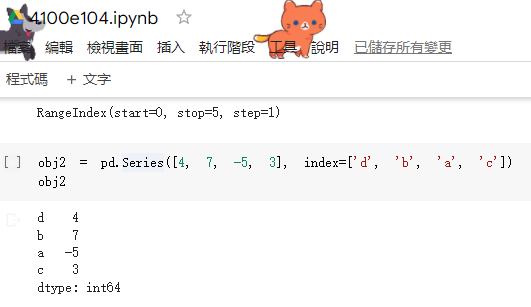 4100e104.ipynb
檔案 編輯 檢視畫面 插入 執行階段 工具 說明 已儲存所有變更
程式碼 + 文字
RangeIndex(start=0, stop=5, step=1)
[ ] obj2 = pd.Series([4, 7, -5, 3], index=['d', 'b', 'a', 'c'])
obj2
d 4
b 7
a -5
c 3
dtype: int64